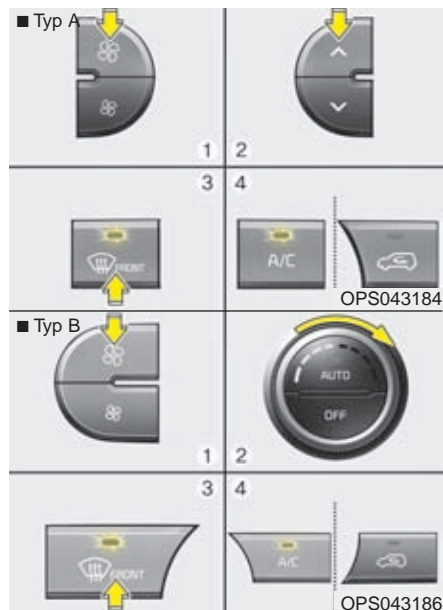 ■ Typ A
1 2
3 4
FRONT
A/C
OPS043184
■ Typ B
AUTO
OFF
1 2
3 4
FRONT
A/C
OPS043186